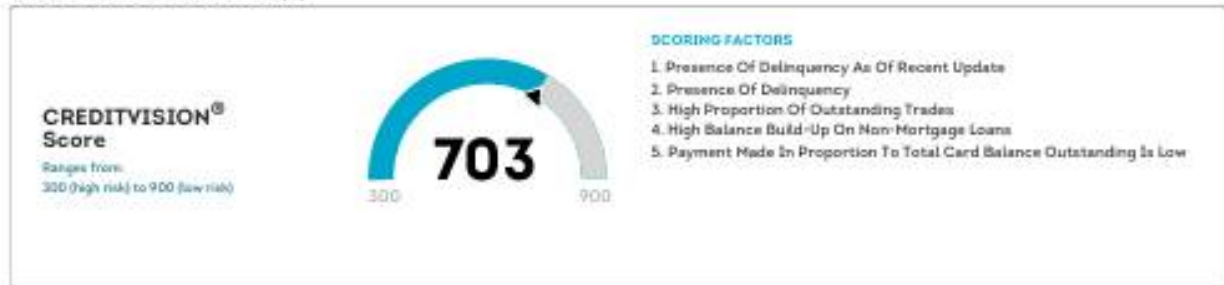 CREDITVISION®
Score
Ranges from:
300 (high risk) to 900 (low risk)
703
300
900
SCORING FACTORS
1. Presence Of Delinquency As Of Recent Update
2. Presence Of Delinquency
3. High Proportion Of Outstanding Trades
4. High Balance Build-Up On Non-Mortgage Loans
5. Payment Made In Proportion To Total Card Balance Outstanding Is Low